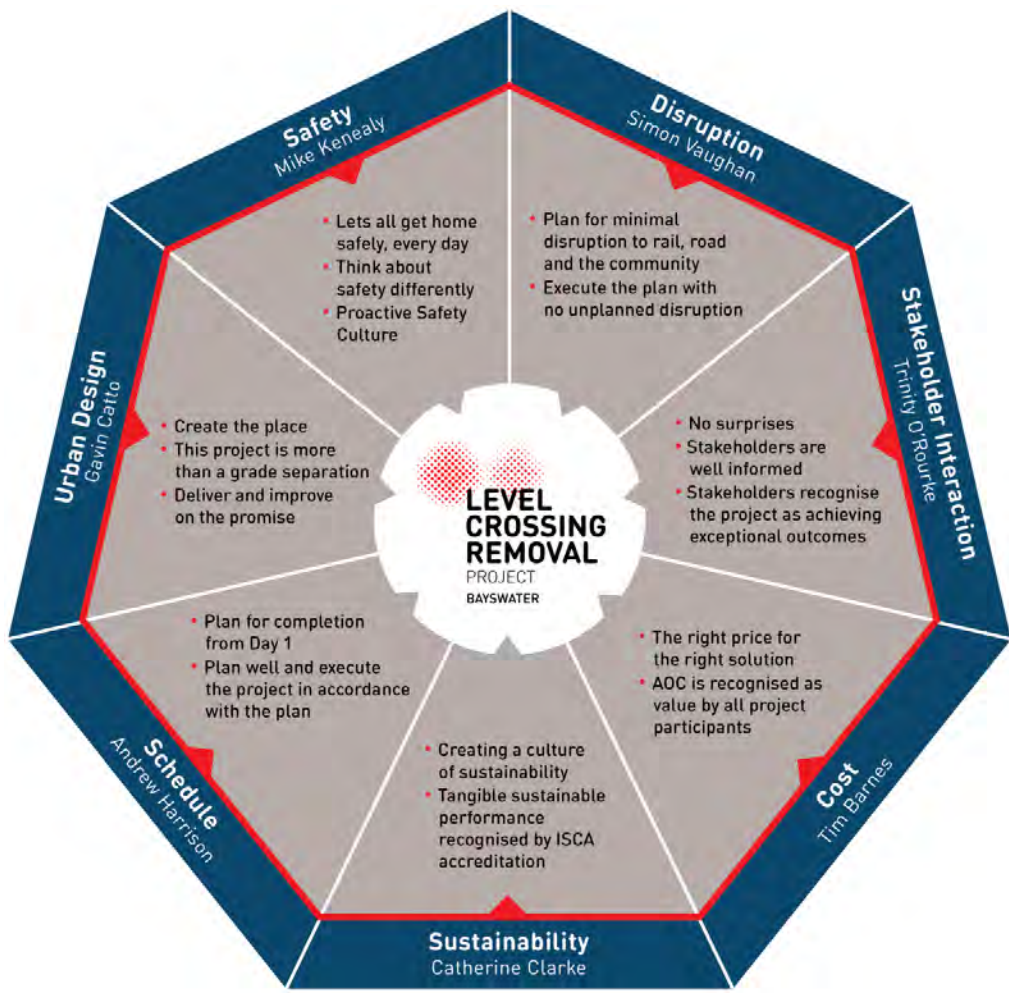 Safety
Mike Kenealy
• Lets all get home
safely, every day
• Think about
safety differently
• Proactive Safety
Culture
Disruption
Simon Vaughan
• Plan for minimal
disruption to rail, road
and the community
• Execute the plan with
no unplanned disruption
Stakeholder Interaction
Trinity O'Rourke
• No surprises
• Stakeholders are
well informed
• Stakeholders recognise
the project as achieving
exceptional outcomes
Cost
Tim Barnes
• The right price for
the right solution
• AOC is recognised as
value by all project
participants
Sustainability
Catherine Clarke
• Creating a culture
of sustainability
• Tangible sustainable
performance
recognised by ISCA
accreditation
Schedule
Andrew Harrison
• Plan for completion
from Day 1
• Plan well and execute
the project in accordance
with the plan
Urban Design
Gavin Catto
• Create the place
• This project is more
than a grade separation
• Deliver and improve
on the promise
LEVEL
CROSSING
REMOVAL
PROJECT
BAYSWATER